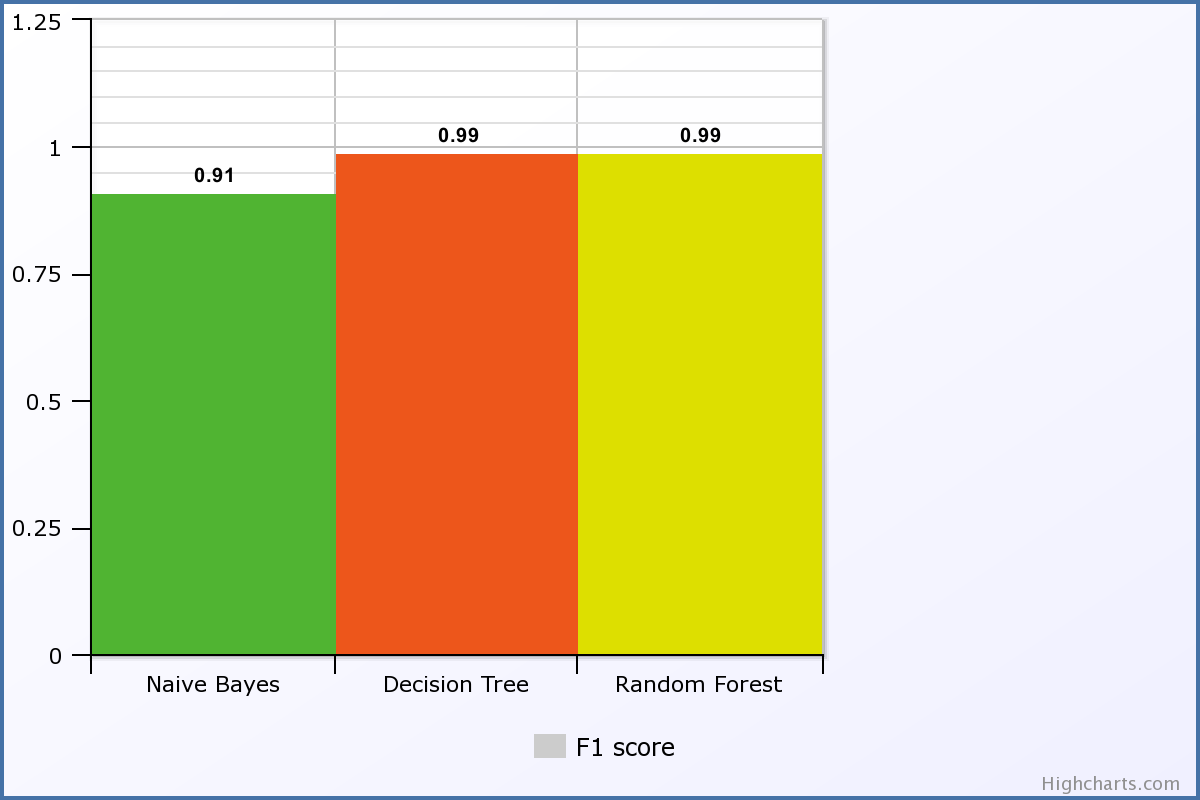 1.25
1
0.75
0.5
0.25
0
0.91
0.99
0.99
Naive Bayes
Decision Tree
Random Forest
F1 score
Highcharts.com